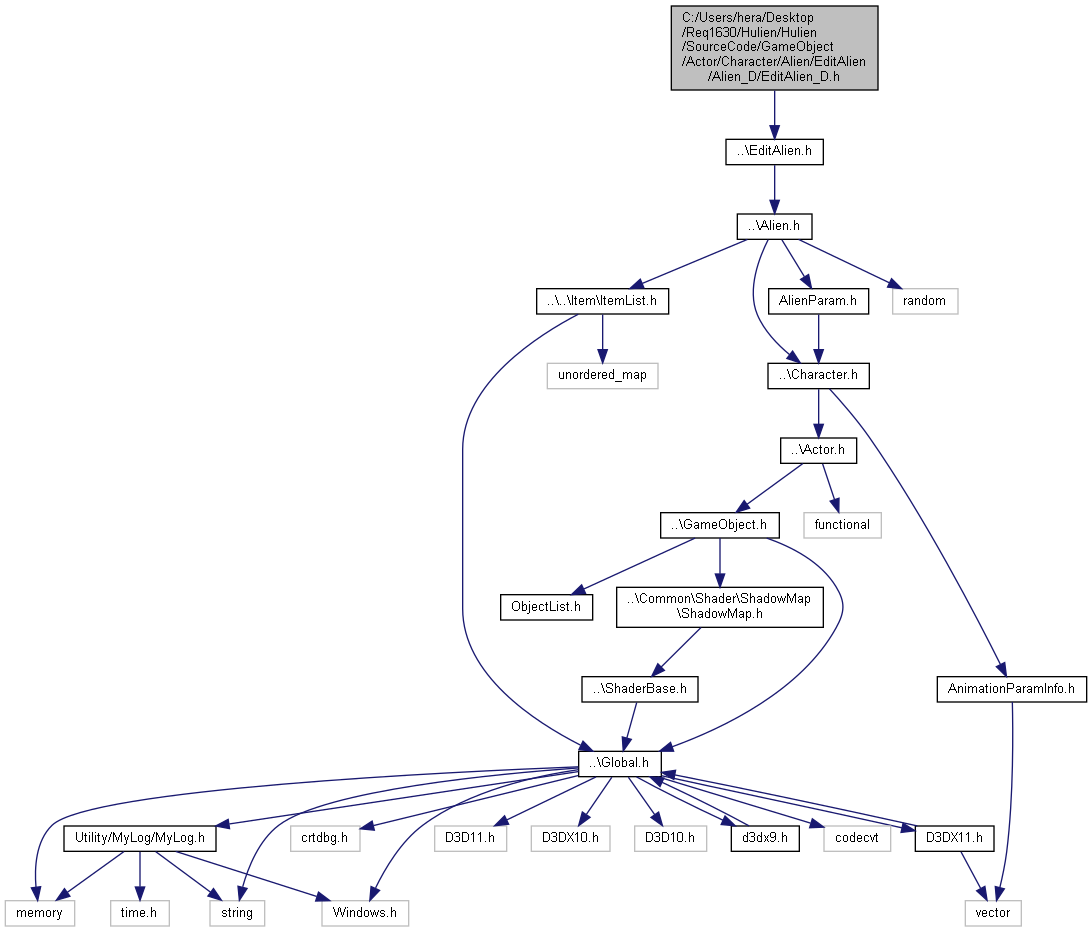 C:/Users/hera/Desktop
/Req1630/Hulien/Hulien
/SourceCode/GameObject
/Actor/Character/Alien/EditAlien
/Alien_D/EditAlien_D.h
..\EditAlien.h
..\Alien.h
..\..\Item\ItemList.h
AlienParam.h
random
unordered_map
..\Character.h
..\Actor.h
..\GameObject.h
functional
ObjectList.h
..\Common\Shader\ShadowMap
\ShadowMap.h
..\ShaderBase.h
AnimationParamInfo.h
..\Global.h
Utility/MyLog/MyLog.h
crtdbg.h
D3D11.h
D3DX10.h
D3D10.h
d3dx9.h
codecvt
D3DX11.h
memory
time.h
string
Windows.h
vector